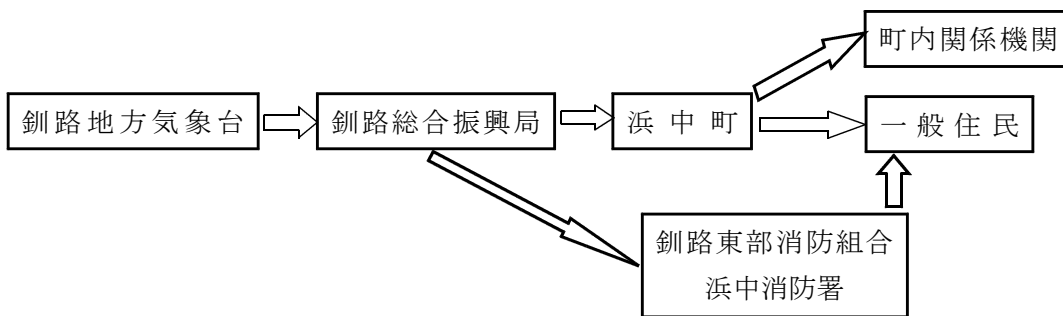 町内関係機関
釧路地方気象台
釧路総合振興局
浜中町
一般住民
釧路東部消防組合
浜中消防署